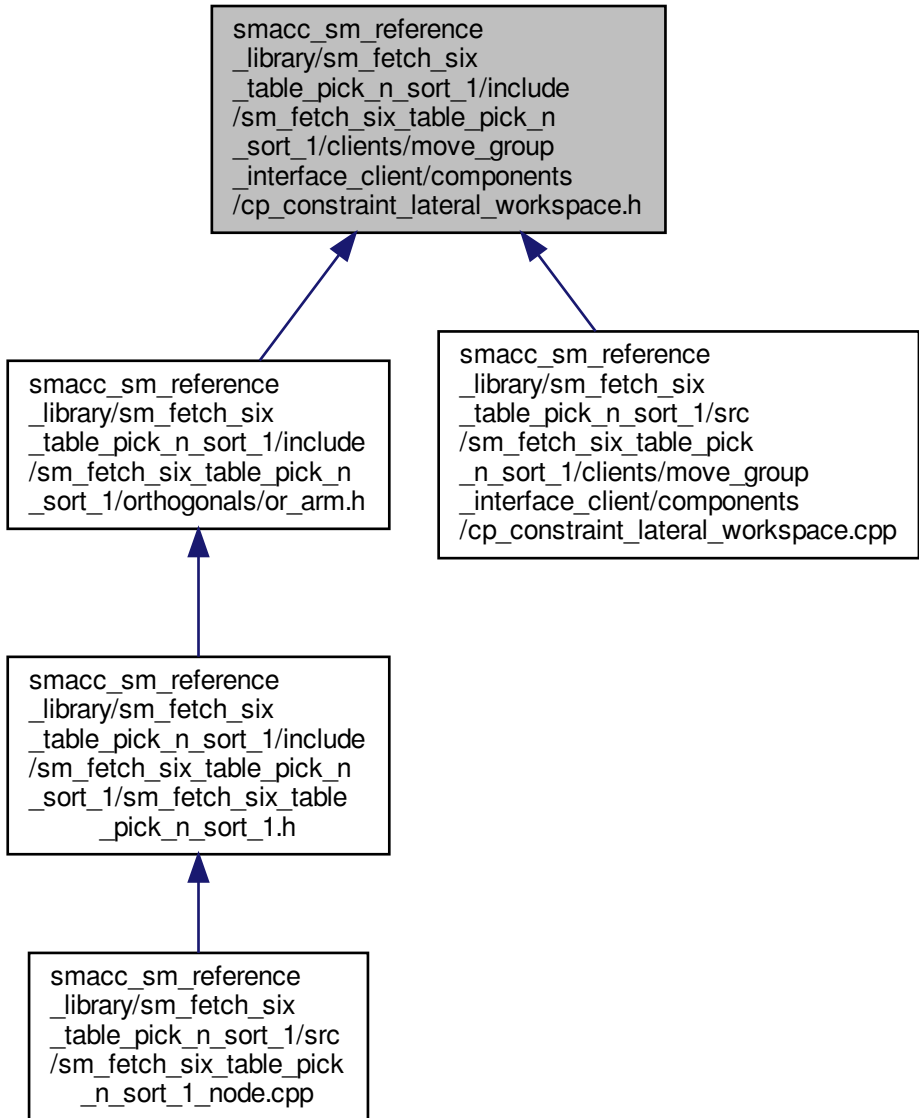 smacc_sm_reference
_library/sm_fetch_six
_table_pick_n_sort_1/include
/sm_fetch_six_table_pick_n
_sort_1/clients/move_group
_interface_client/components
/cp_constraint_lateral_workspace.h
smacc_sm_reference
_library/sm_fetch_six
_table_pick_n_sort_1/include
/sm_fetch_six_table_pick_n
_sort_1/orthogonals/or_arm.h
smacc_sm_reference
_library/sm_fetch_six
_table_pick_n_sort_1/src
/sm_fetch_six_table_pick
_n_sort_1/clients/move_group
_interface_client/components
/cp_constraint_lateral_workspace.cpp
smacc_sm_reference
_library/sm_fetch_six
_table_pick_n_sort_1/include
/sm_fetch_six_table_pick_n
_sort_1/sm_fetch_six_table
_pick_n_sort_1.h
smacc_sm_reference
_library/sm_fetch_six
_table_pick_n_sort_1/src
/sm_fetch_six_table_pick
_n_sort_1_node.cpp